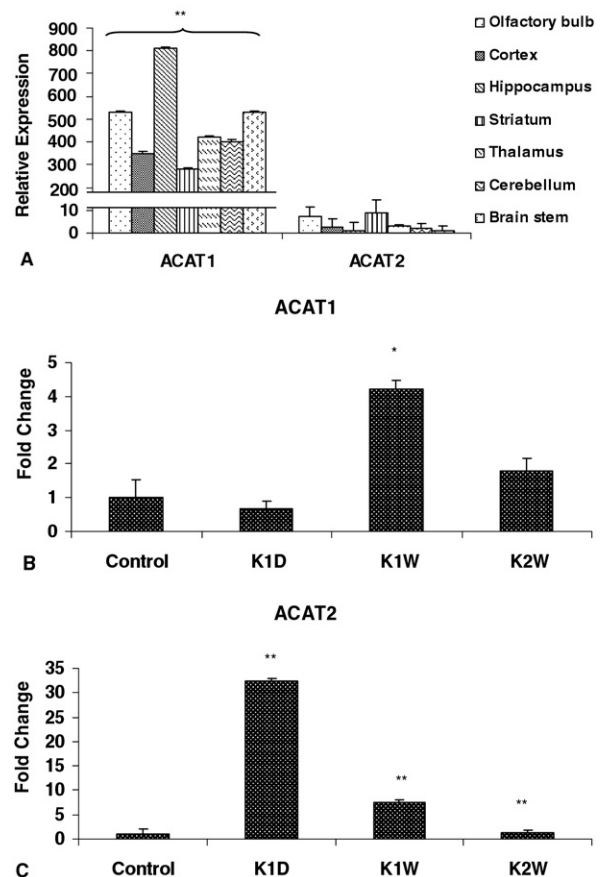 **
Relative Expression
900
800
700
600
500
400
300
200
10
0
ACAT1
ACAT2
A
Olfactory bulb
Cortex
Hippocampus
Striatum
Thalamus
Cerebellum
Brain stem
ACAT1
Fold Change
5
4
3
2
1
0
*
Control K1D K1W K2W
B
ACAT2
Fold Change
35
30
25
20
15
10
5
0
**
**
**
Control K1D K1W K2W
C